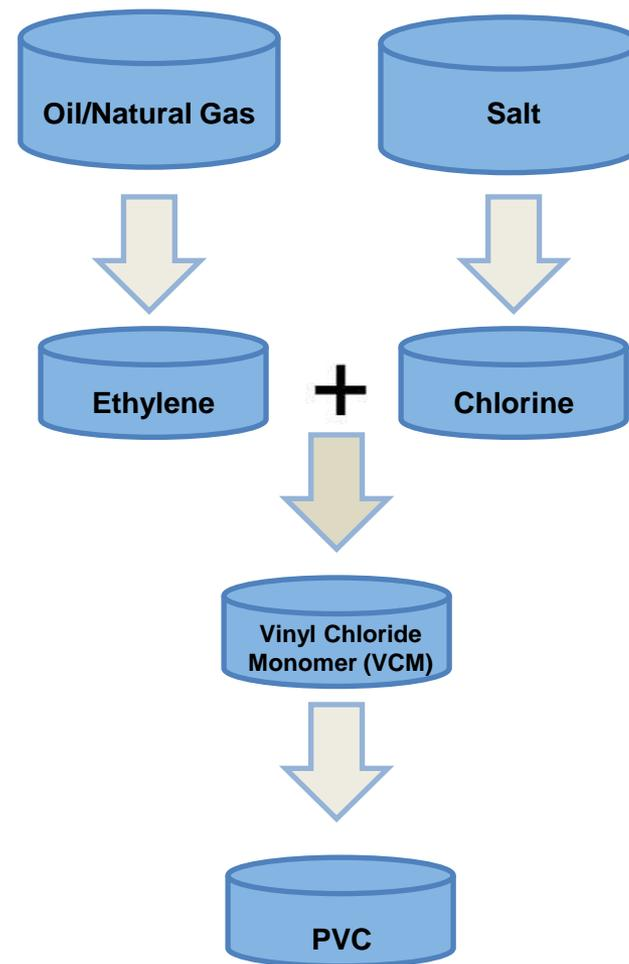 Oil/Natural Gas
Salt
Ethylene
+
Chlorine
Vinyl Chloride
Monomer (VCM)
PVC